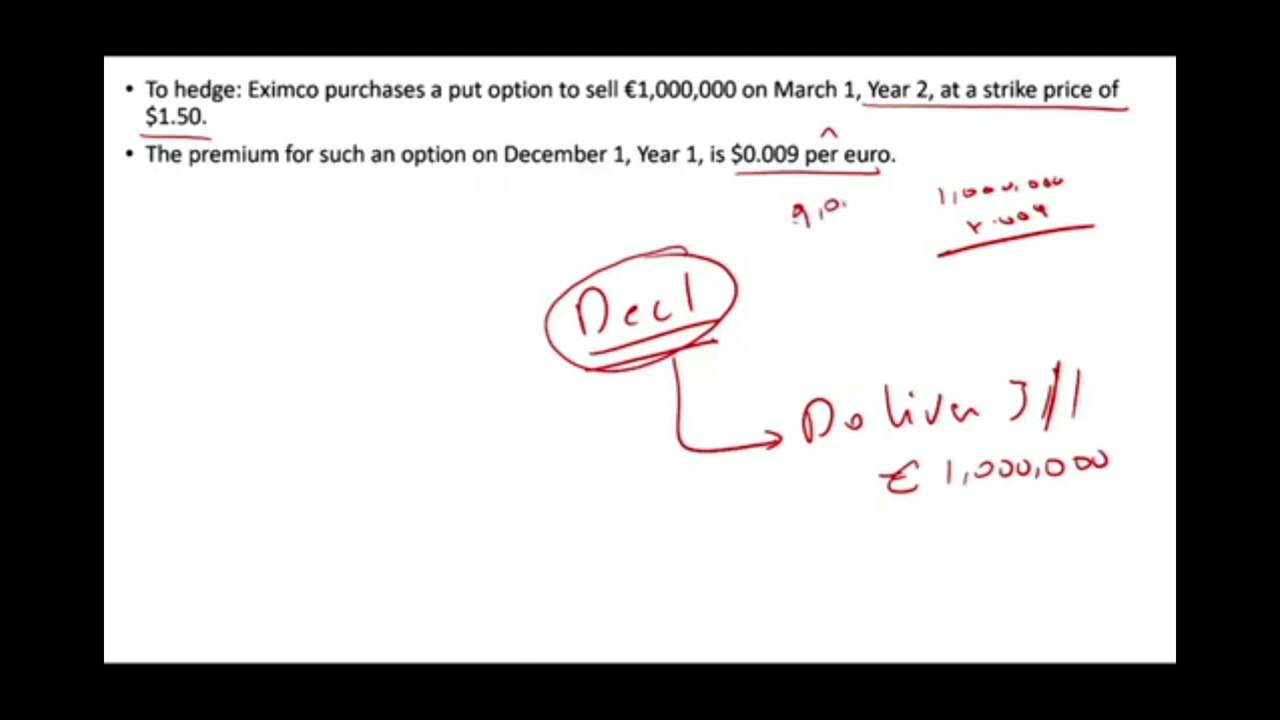 • To hedge: Eximco purchases a put option to sell €1,000,000 on March 1, Year 2, at a strike price of
$1.50.
• The premium for such an option on December 1, Year 1, is $0.009 per euro.
1,000,000
9,0.
x .009
Dec 1
Deliver 3/1
€ 1,000,000